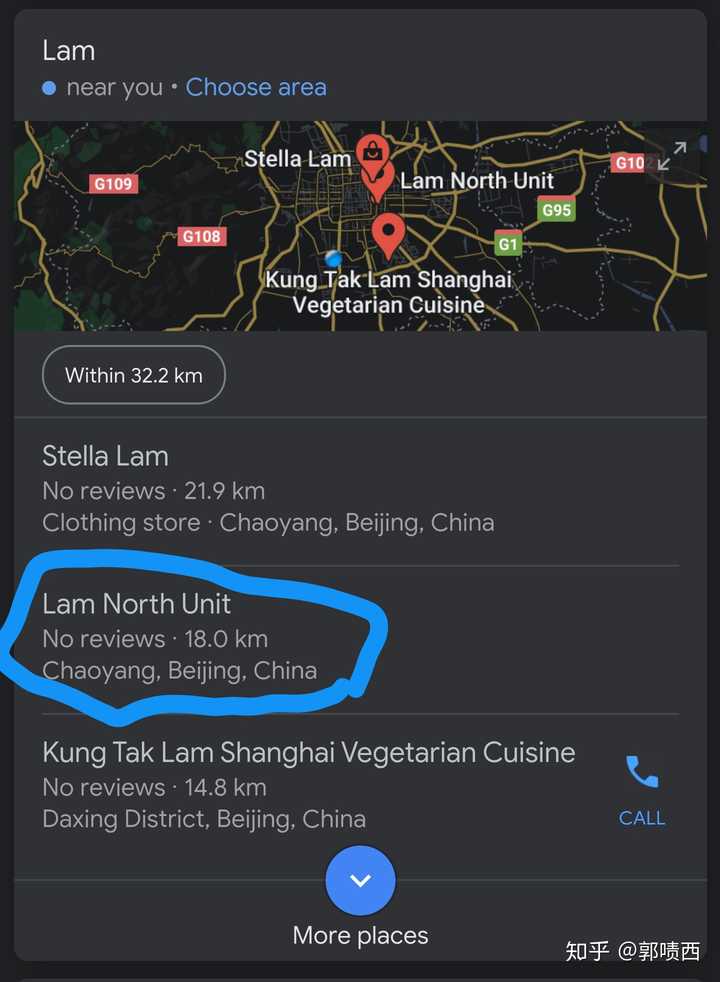 Lam
near you • Choose area
Stella Lam
Lam North Unit
G109
G108
G95
G1
Kung Tak Lam Shanghai
Vegetarian Cuisine
Within 32.2 km
Stella Lam
No reviews · 21.9 km
Clothing store · Chaoyang, Beijing, China
Lam North Unit
No reviews · 18.0 km
Chaoyang, Beijing, China
Kung Tak Lam Shanghai Vegetarian Cuisine
No reviews · 14.8 km
Daxing District, Beijing, China
CALL
More places
知乎 @郭啧西